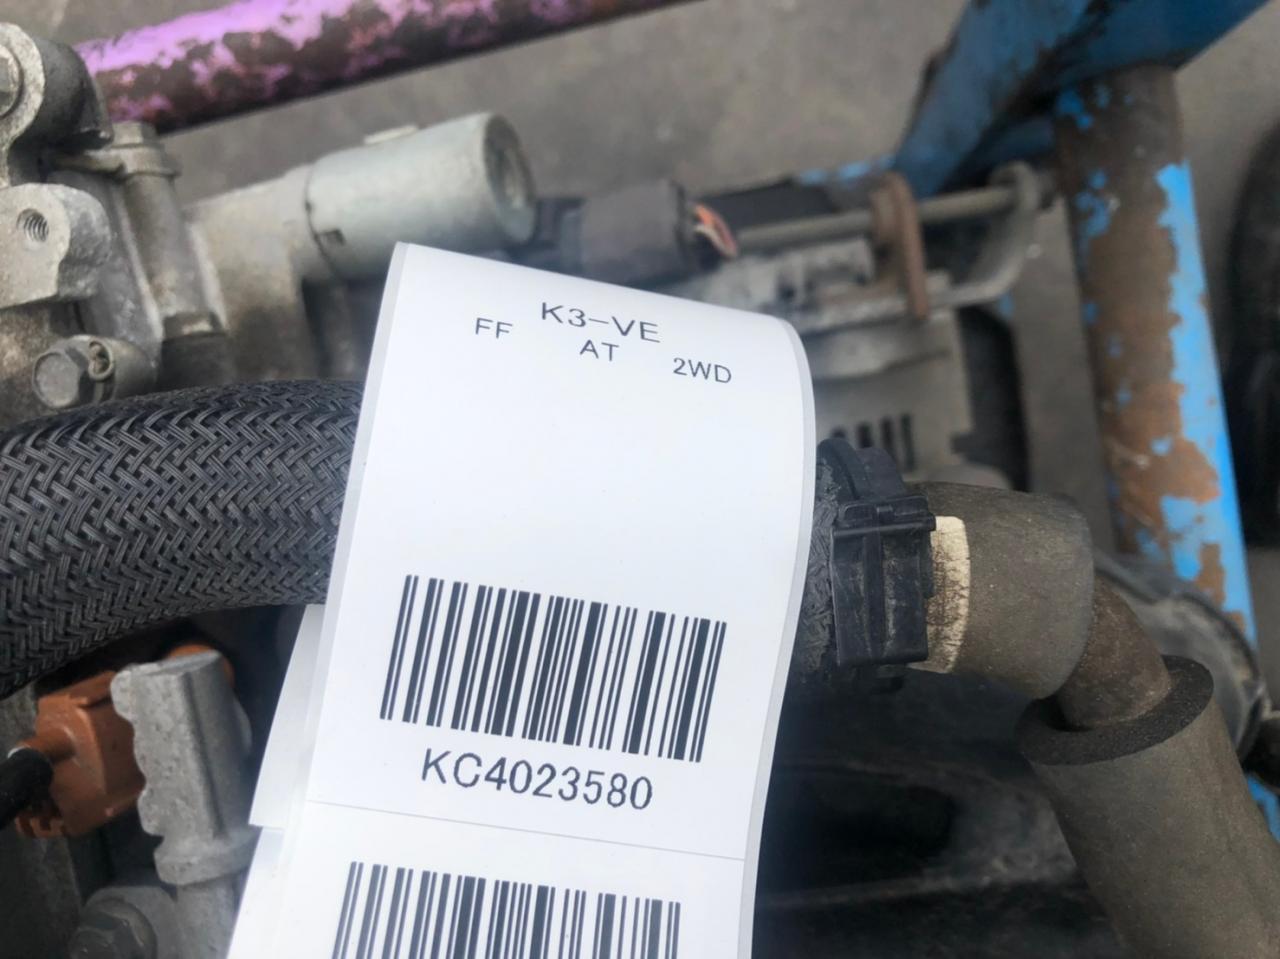 K3-VE
FF AT 2WD
KC4023580